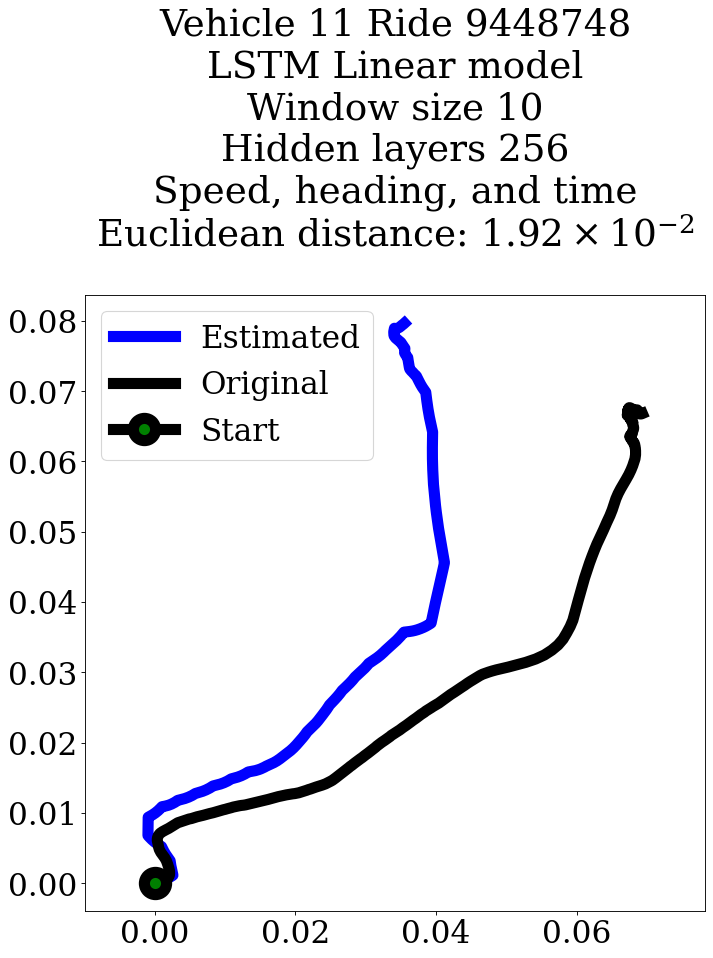 Vehicle 11 Ride 9448748
LSTM Linear model
Window size 10
Hidden layers 256
Speed, heading, and time
Euclidean distance: 1.92 × 10⁻²
Estimated
Original
Start
0.08
0.07
0.06
0.05
0.04
0.03
0.02
0.01
0.00
0.00 0.02 0.04 0.06